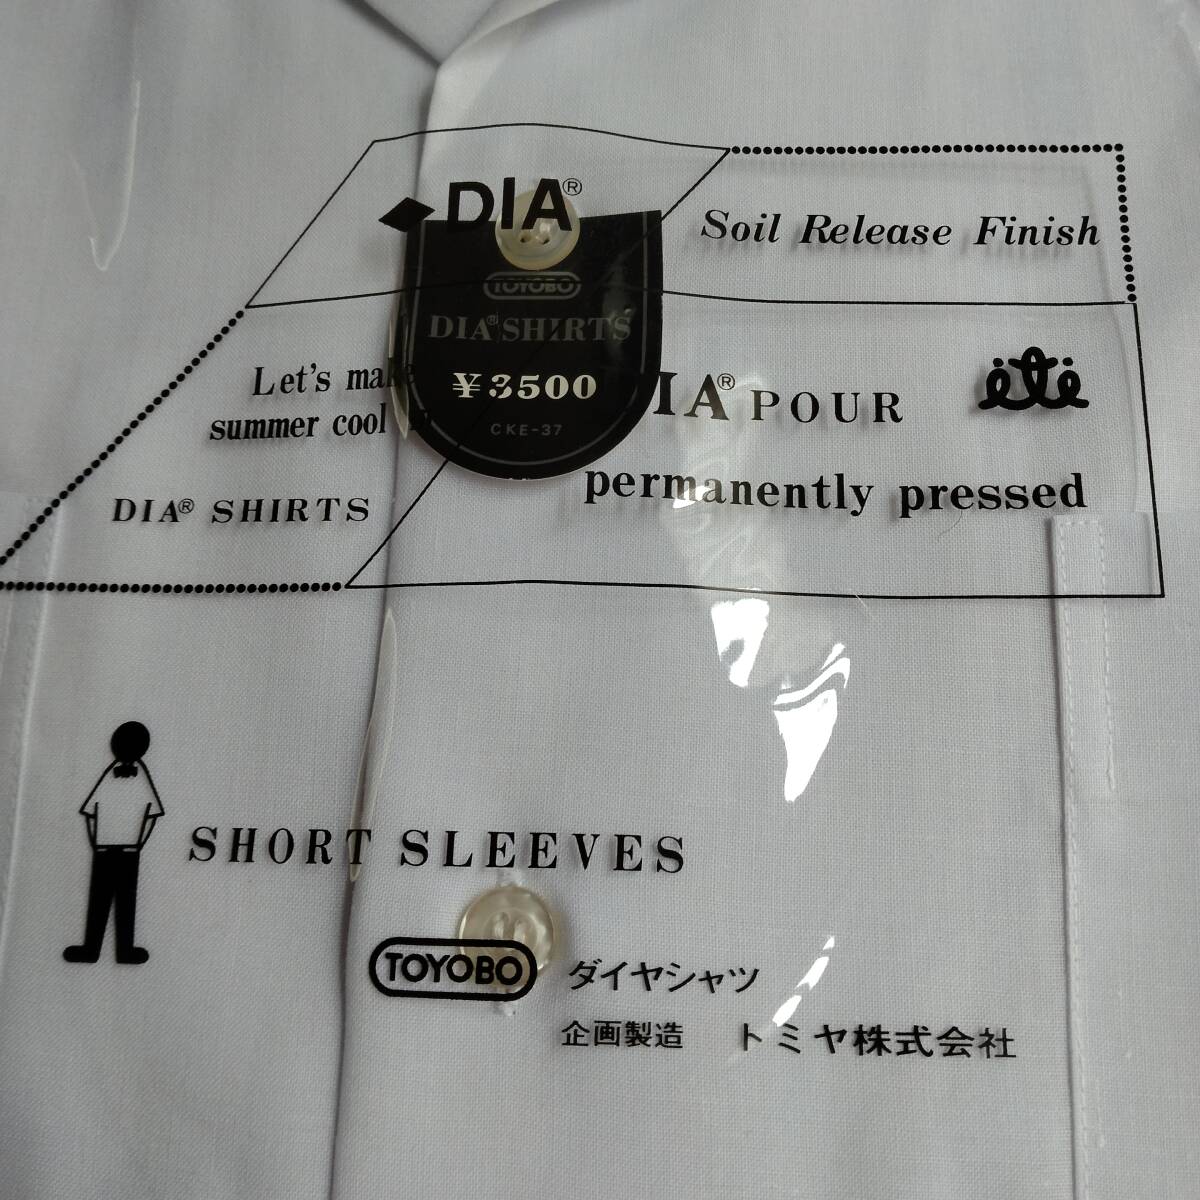 DIA®
Soil Release Finish
TOYOBO
DIA® SHIRTS
¥3500
CKE-37
Let's make
summer cool
DIA® SHIRTS
IA® POUR
été
permanently pressed
SHORT SLEEVES
TOYOBO ダイヤシャツ
企画製造 トミヤ株式会社